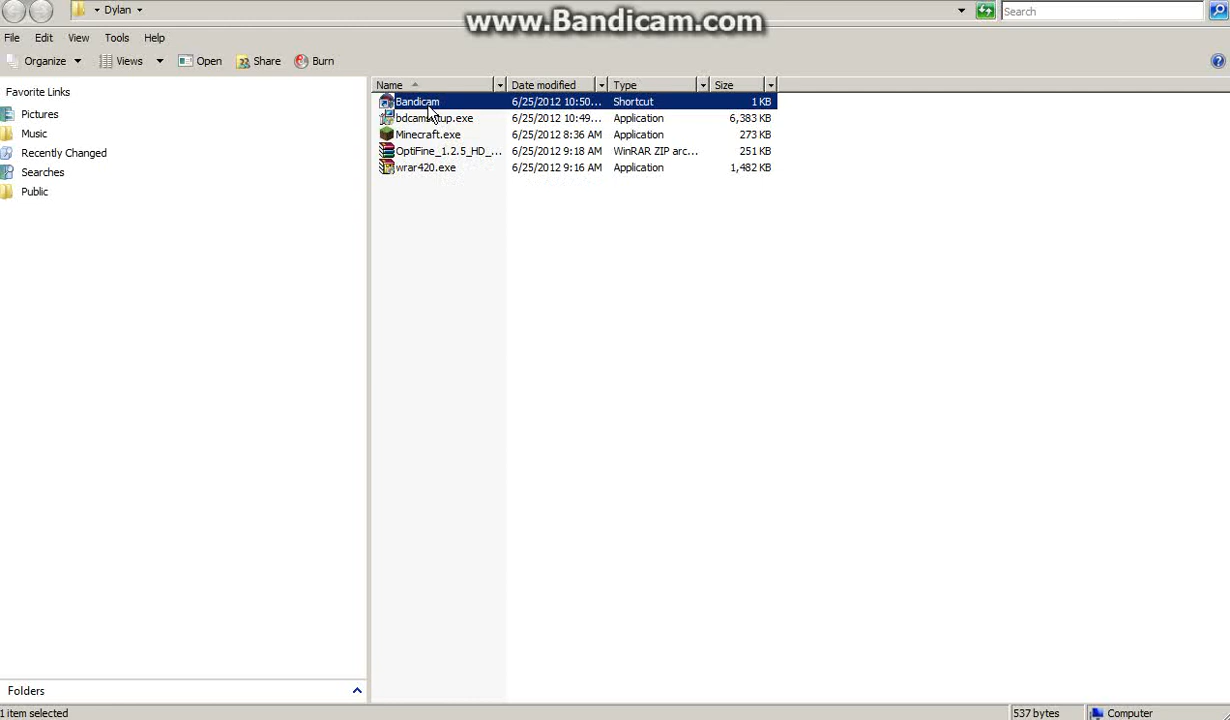 Dylan
www.Bandicam.com
Search
File Edit View Tools Help
Organize Views Open Share Burn
Favorite Links
Pictures
Music
Recently Changed
Searches
Public
Name Date modified Type Size
Bandicam 6/25/2012 10:50... Shortcut 1 KB
bdcamsetup.exe 6/25/2012 10:49... Application 6,383 KB
Minecraft.exe 6/25/2012 8:36 AM Application 273 KB
OptiFine_1.2.5_HD_... 6/25/2012 9:18 AM WinRAR ZIP arc... 251 KB
wrar420.exe 6/25/2012 9:16 AM Application 1,482 KB
Folders
1 item selected 537 bytes Computer